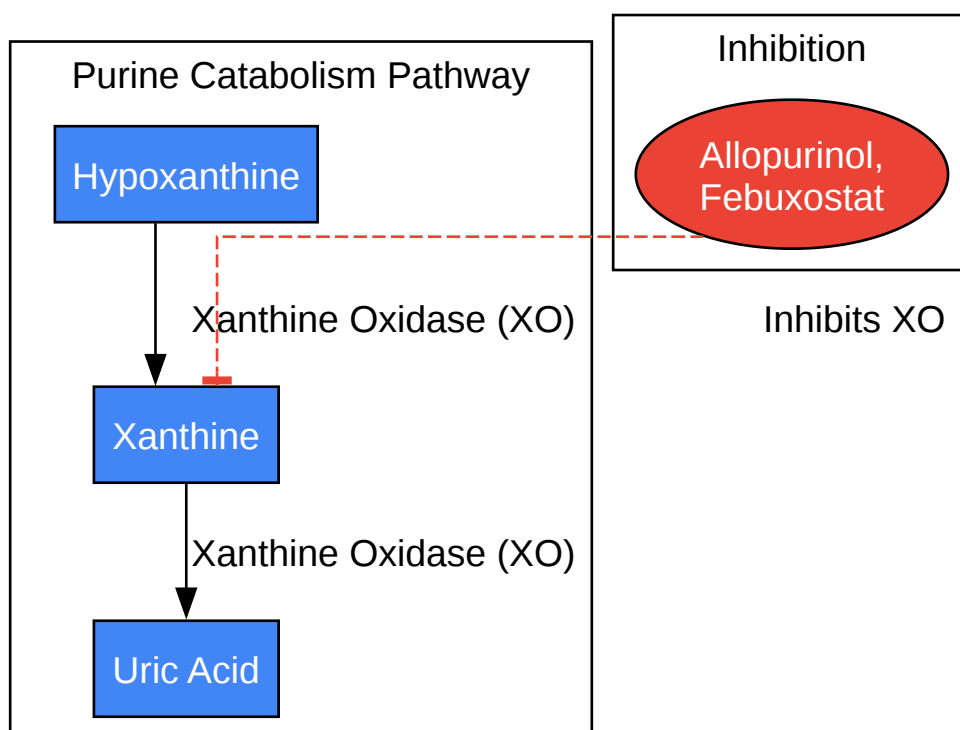 Inhibition
Purine Catabolism Pathway
Hypoxanthine
Allopurinol,
Febuxostat
Xanthine Oxidase (XO)
Inhibits XO
Xanthine
Xanthine Oxidase (XO)
Uric Acid